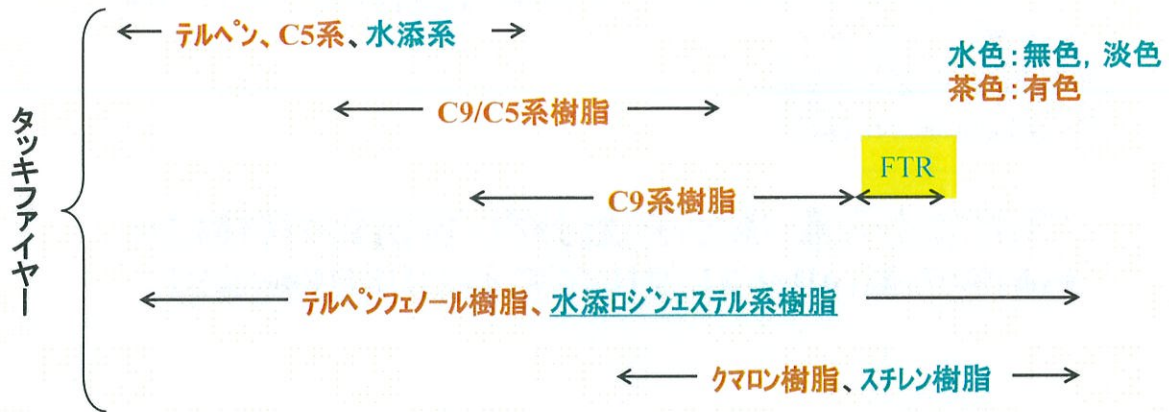 テルペン、C5系、水添系
水色：無色, 淡色
茶色：有色
C9/C5系樹脂
タッキファイヤー
FTR
C9系樹脂
テルペンフェノール樹脂、水添ロジンエステル系樹脂
クマロン樹脂、スチレン樹脂